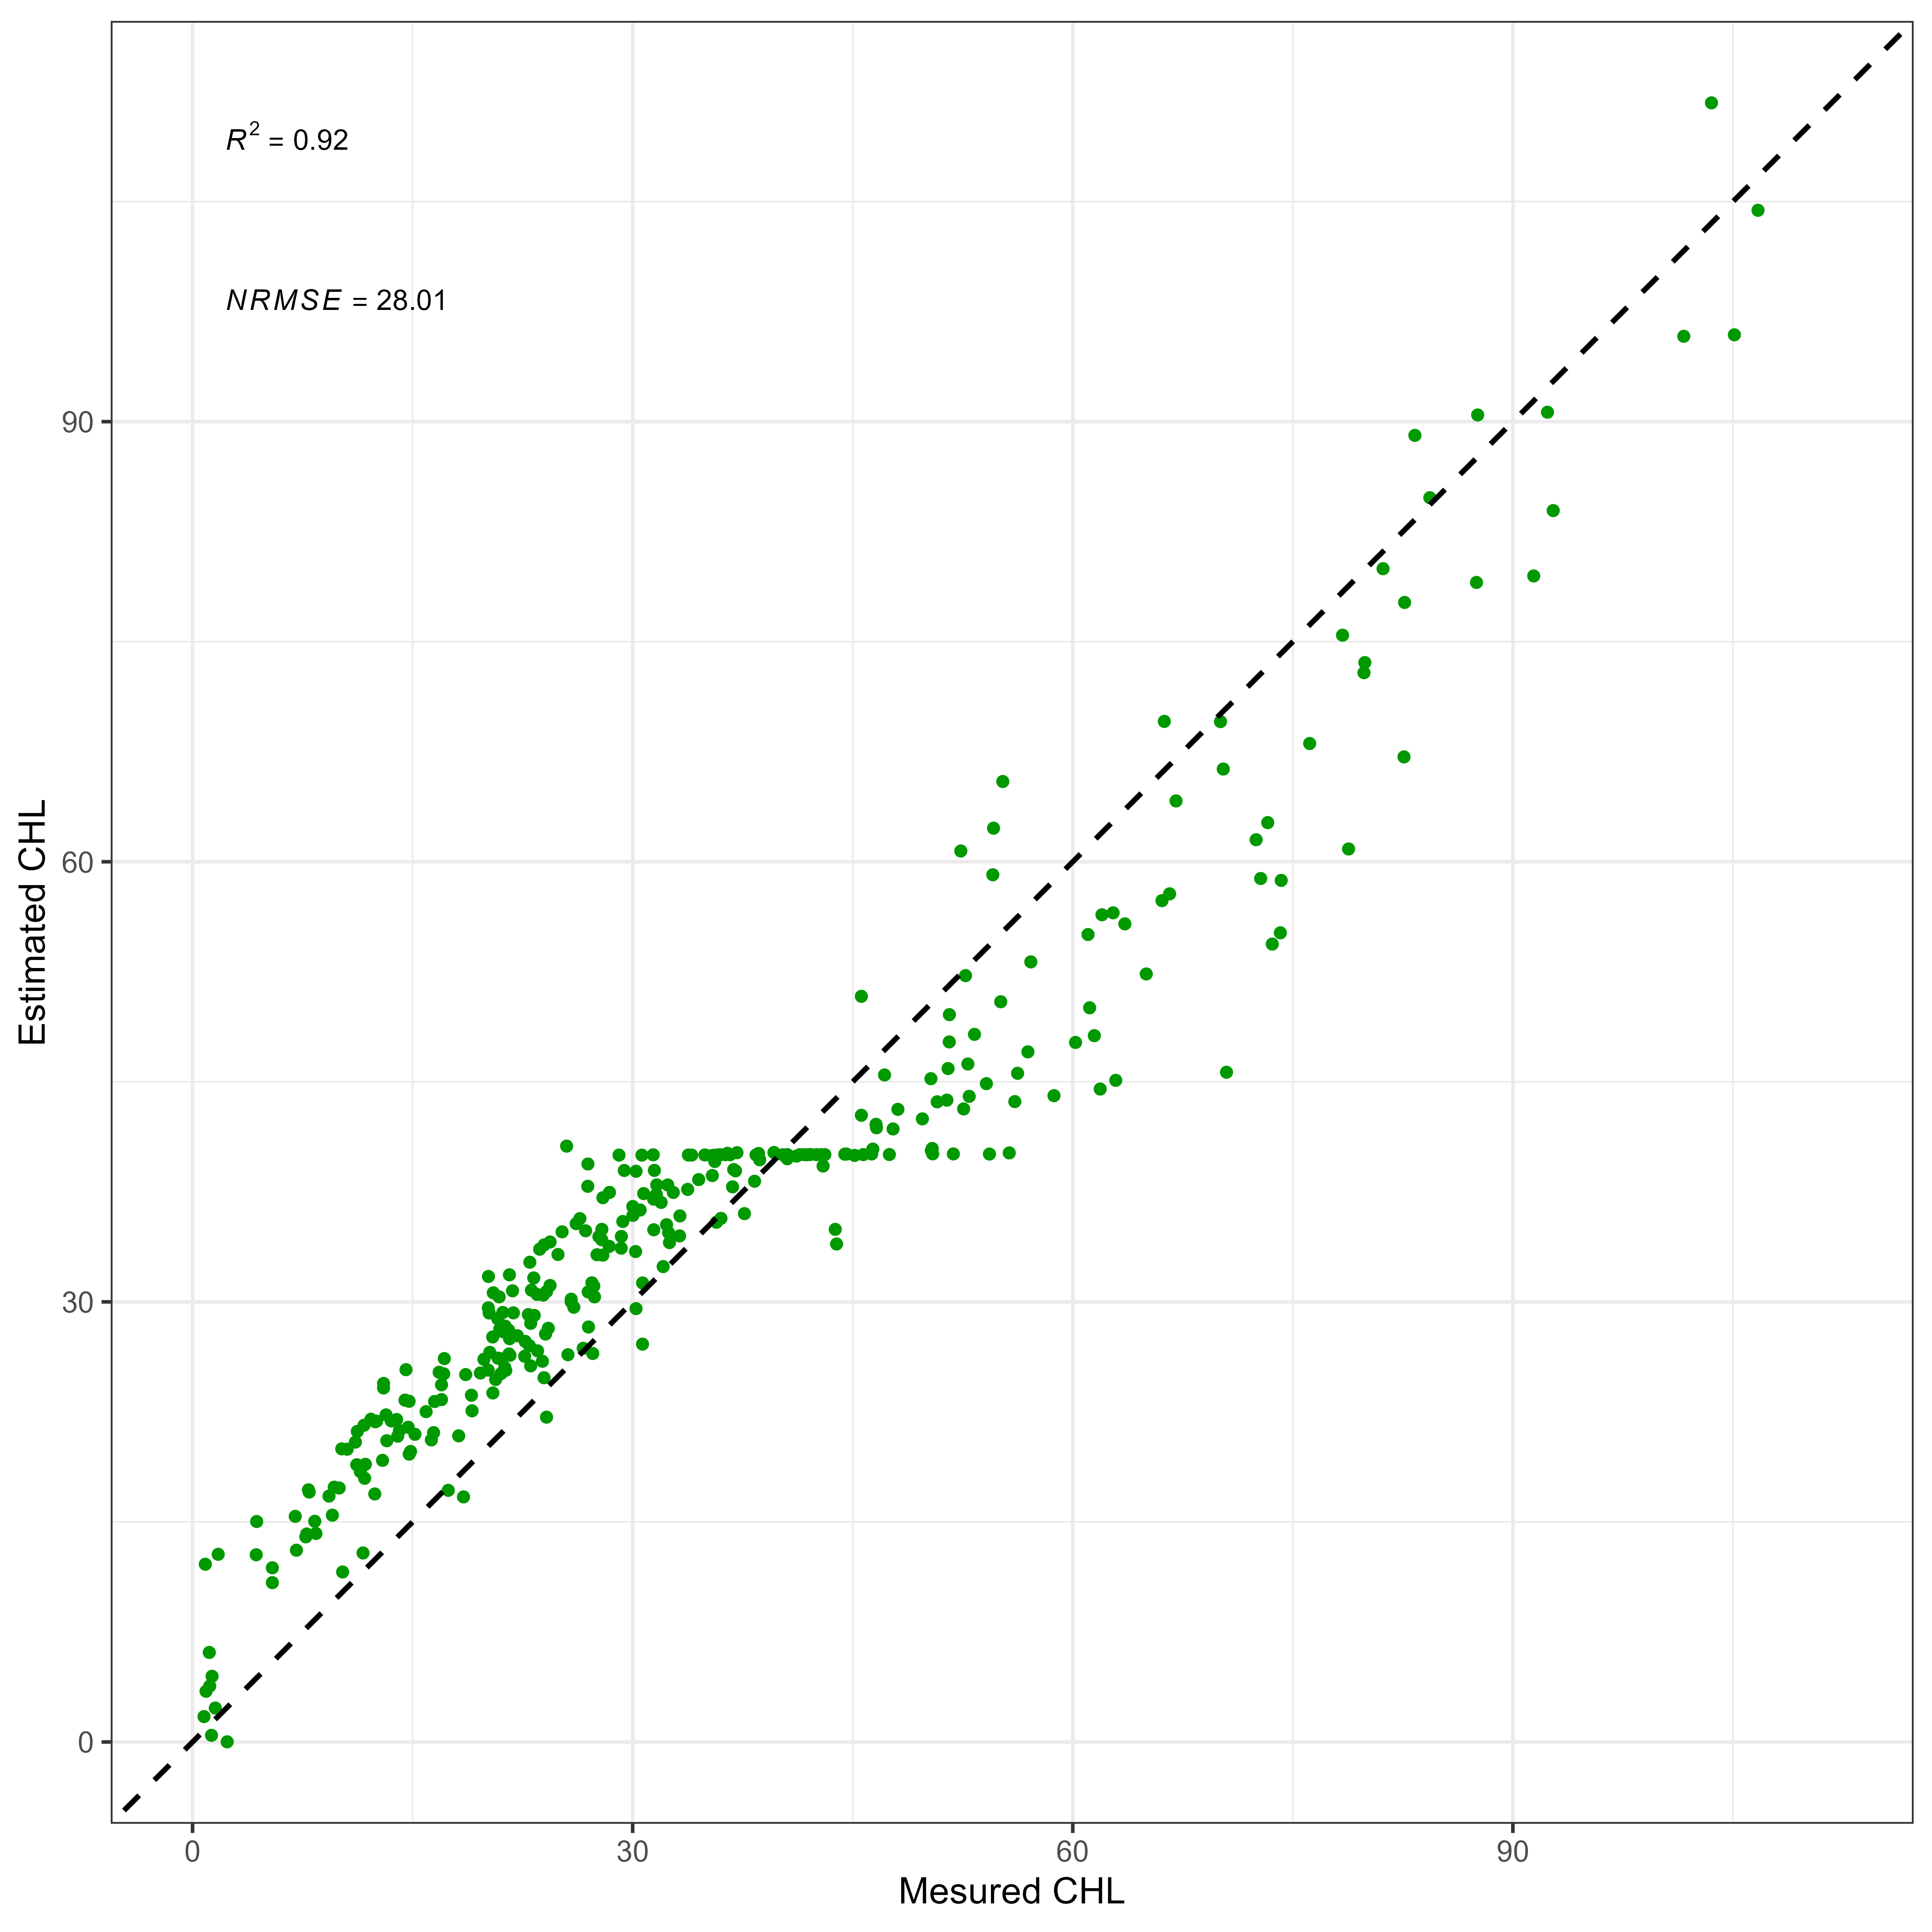 R² = 0.92
NRMSE = 28.01
90
60
30
0
Estimated CHL
0 30 60 90
Mesured CHL